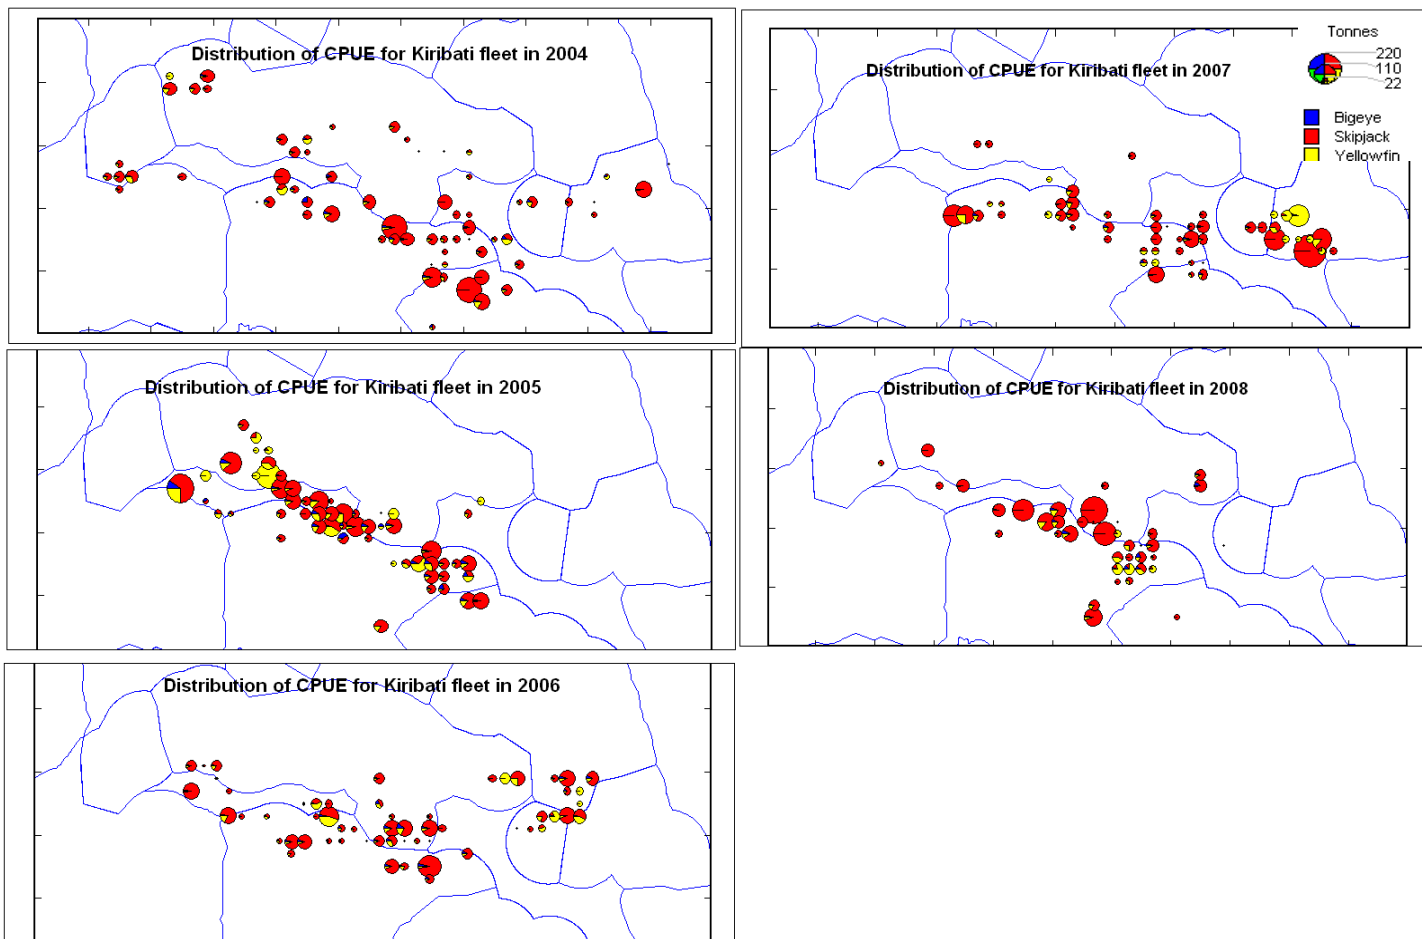 Distribution of CPUE for Kiribati fleet in 2004
Distribution of CPUE for Kiribati fleet in 2007
Tonnes
220
110
22
Bigeye
Skipjack
Yellowfin
Distribution of CPUE for Kiribati fleet in 2005
Distribution of CPUE for Kiribati fleet in 2008
Distribution of CPUE for Kiribati fleet in 2006